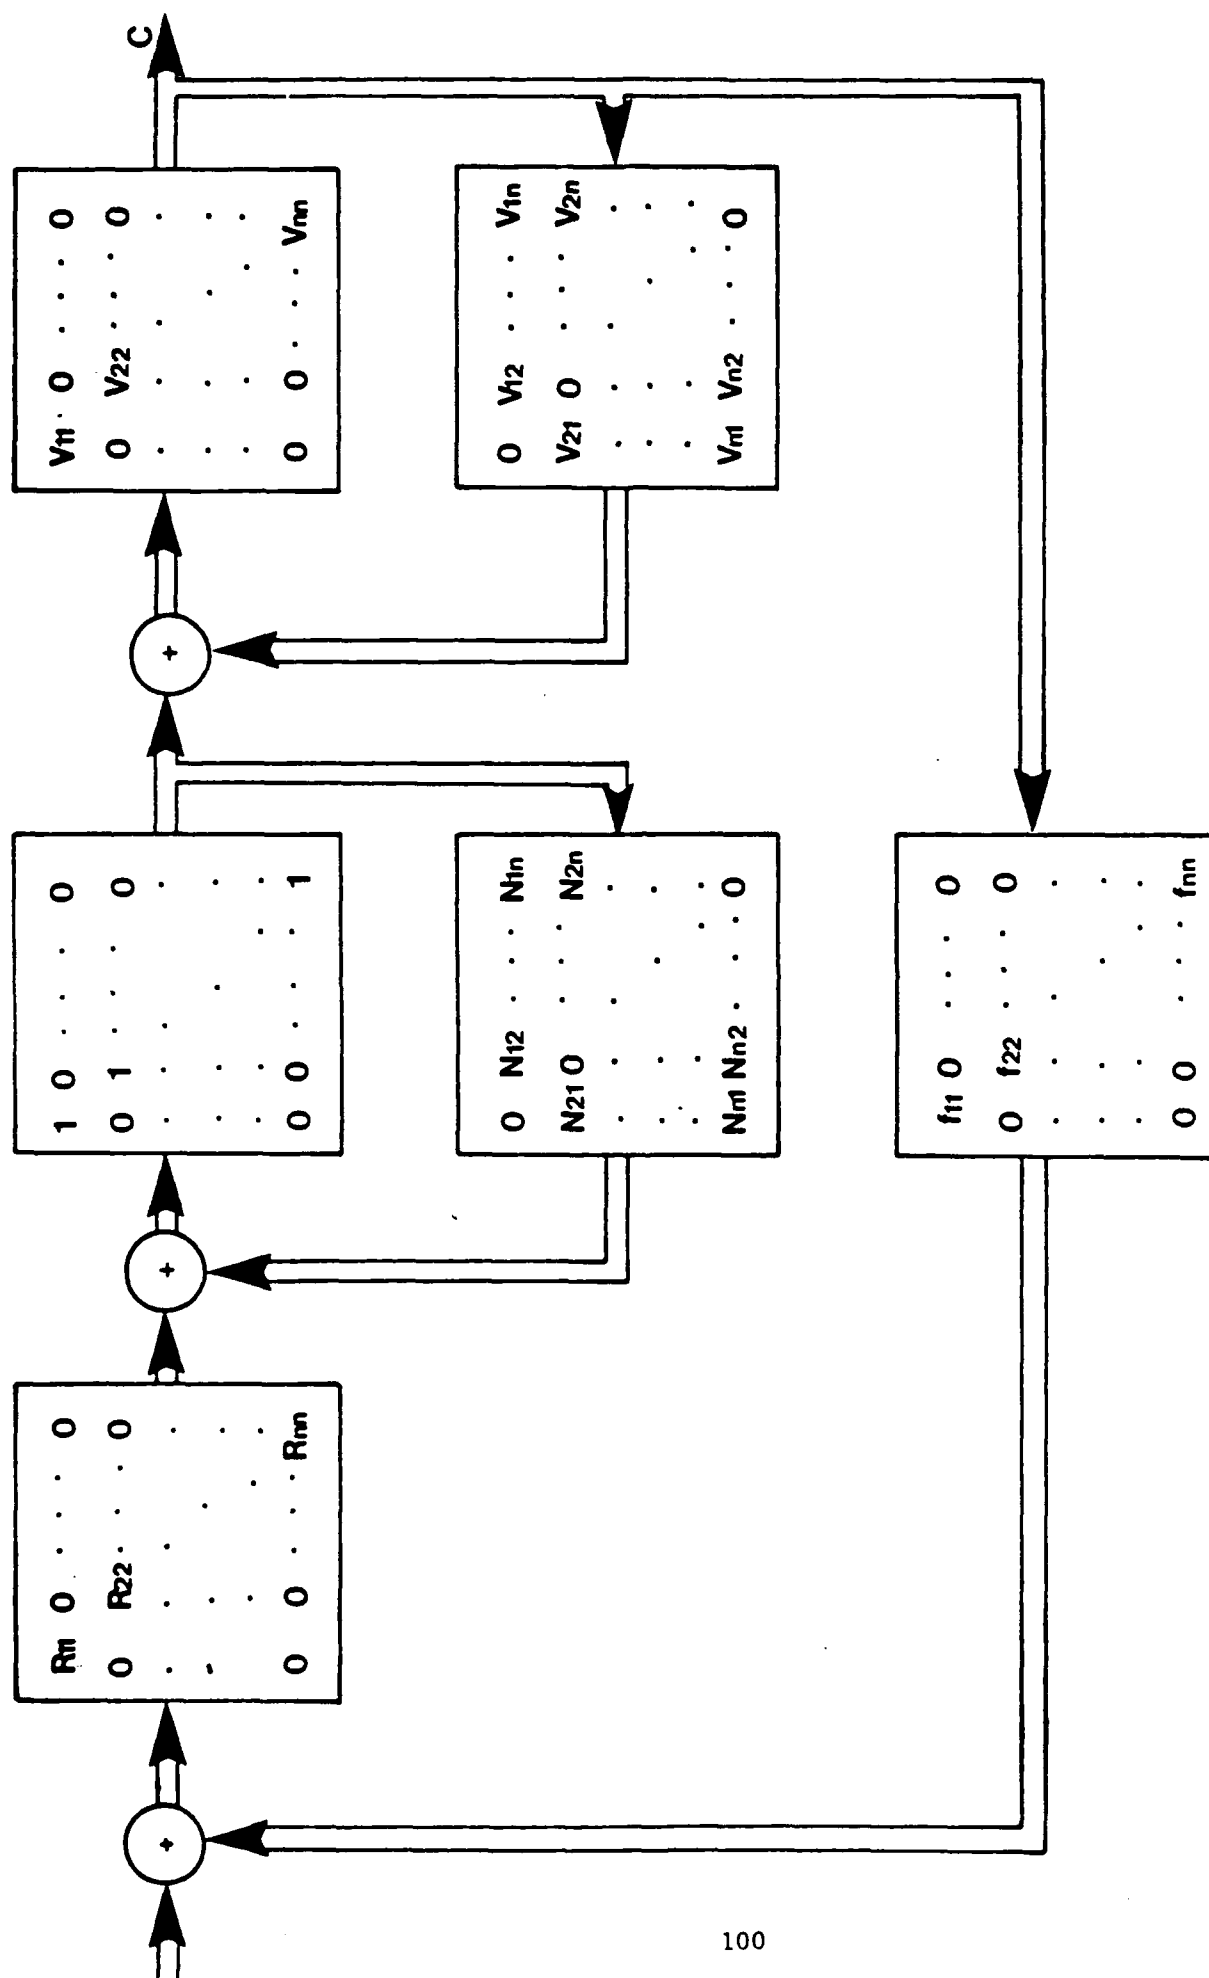 C
+
R11 0 . . . 0
0 R22 . . . 0
0 0 . . . Rnn
+
1 0 . . . 0
0 1 . . . 0
0 0 . . . 1
+
V11 0 . . . 0
0 V22 . . . 0
0 0 . . . Vnn
0 N12 . . . N1n
N21 0 . . . N2n
Nn1 Nn2 . . . 0
0 V12 . . . V1n
V21 0 . . . V2n
Vn1 Vn2 . . . 0
f11 0 . . . 0
0 f22 . . . 0
0 0 . . . fnn
100